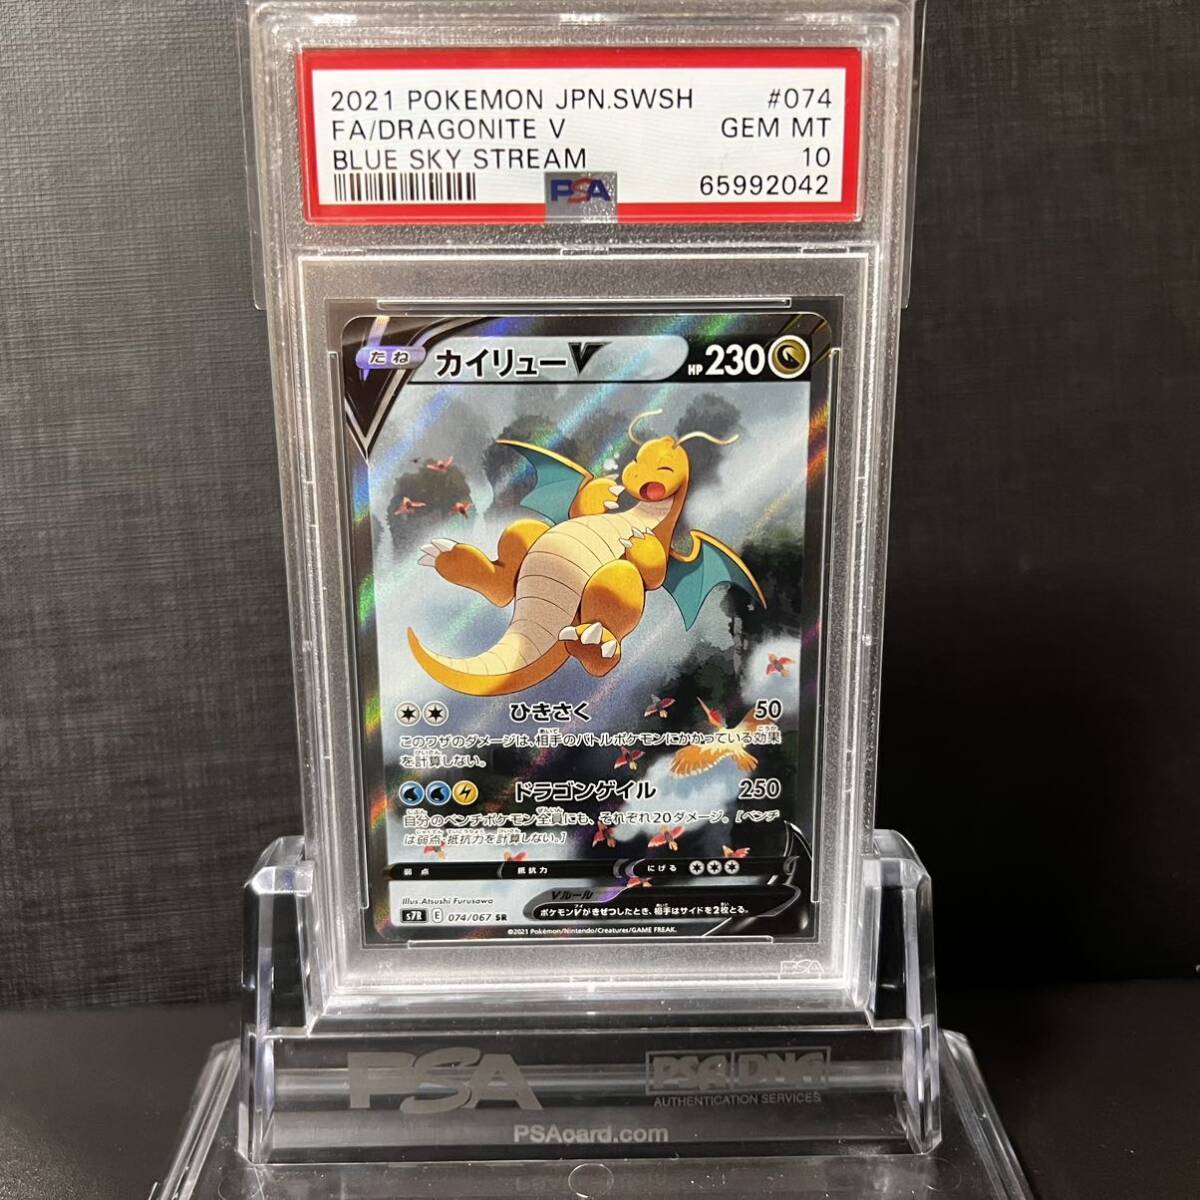 2021 POKEMON JPN.SWSH #074
FA/DRAGONITE V GEM MT
BLUE SKY STREAM 10
PSA 65992042
たね カイリューV HP 230
ひきさく 50
このワザのダメージは、相手のバトルポケモンにかかっている効果
を計算しない。
ドラゴンゲイル 250
自分のベンチポケモン全員にも、それぞれ20ダメージ。[ベンチ
は弱点・抵抗力を計算しない。]
弱点 抵抗力 にげる
Illus. Atsushi Furusawa
Vルール
s7R E 074/067 SR
ポケモンVがきぜつしたとき、相手はサイドを2枚とる。
©2021 Pokémon/Nintendo/Creatures/GAME FREAK.
PSA
PSA PSA/DNA
AUTHENTICATION SERVICES
PSAcard.com